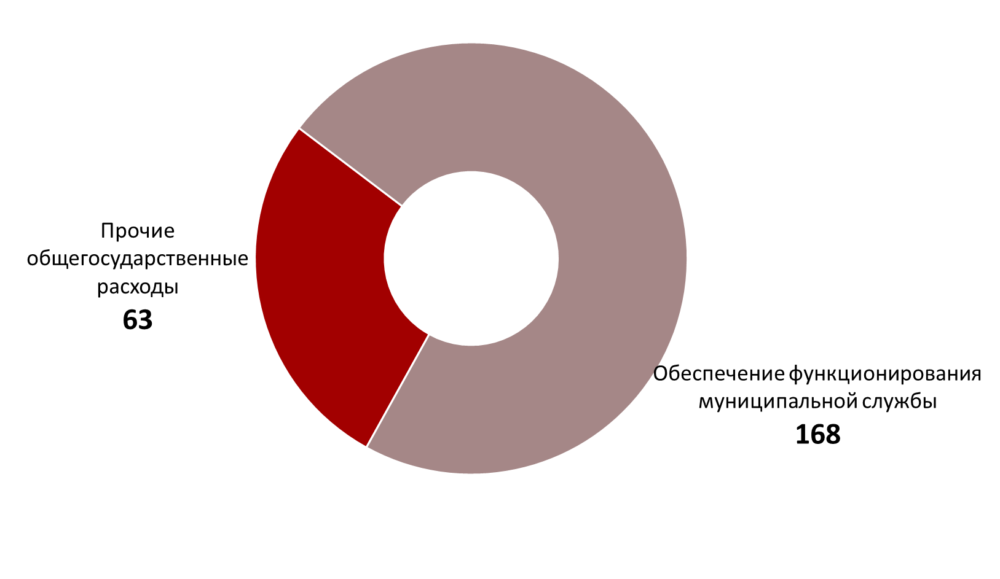 Прочие
общегосударственные
расходы
63
Обеспечение функционирования
муниципальной службы
168